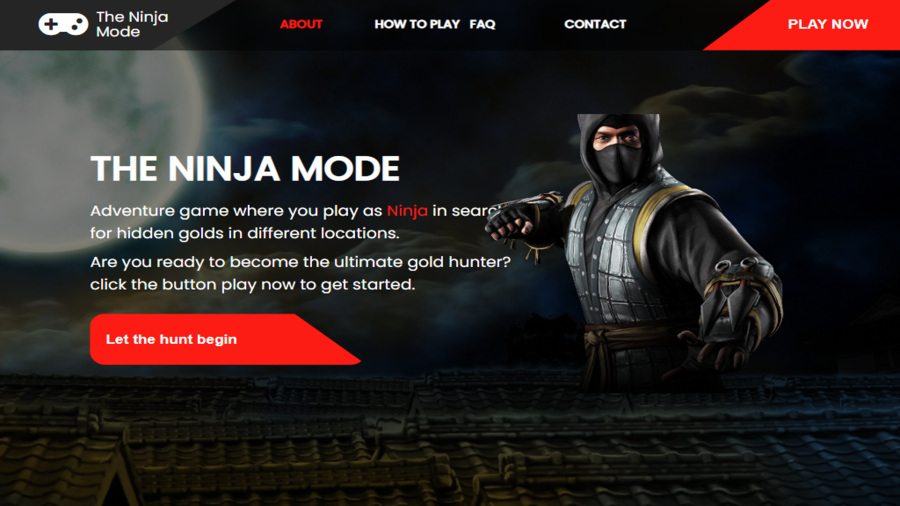 The Ninja
Mode
ABOUT
HOW TO PLAY
FAQ
CONTACT
PLAY NOW
THE NINJA MODE
Adventure game where you play as Ninja in
for hidden golds in different locations.
Are you ready to become the ultimate gold hunter?
click the button play now to get started.
Let the hunt begin